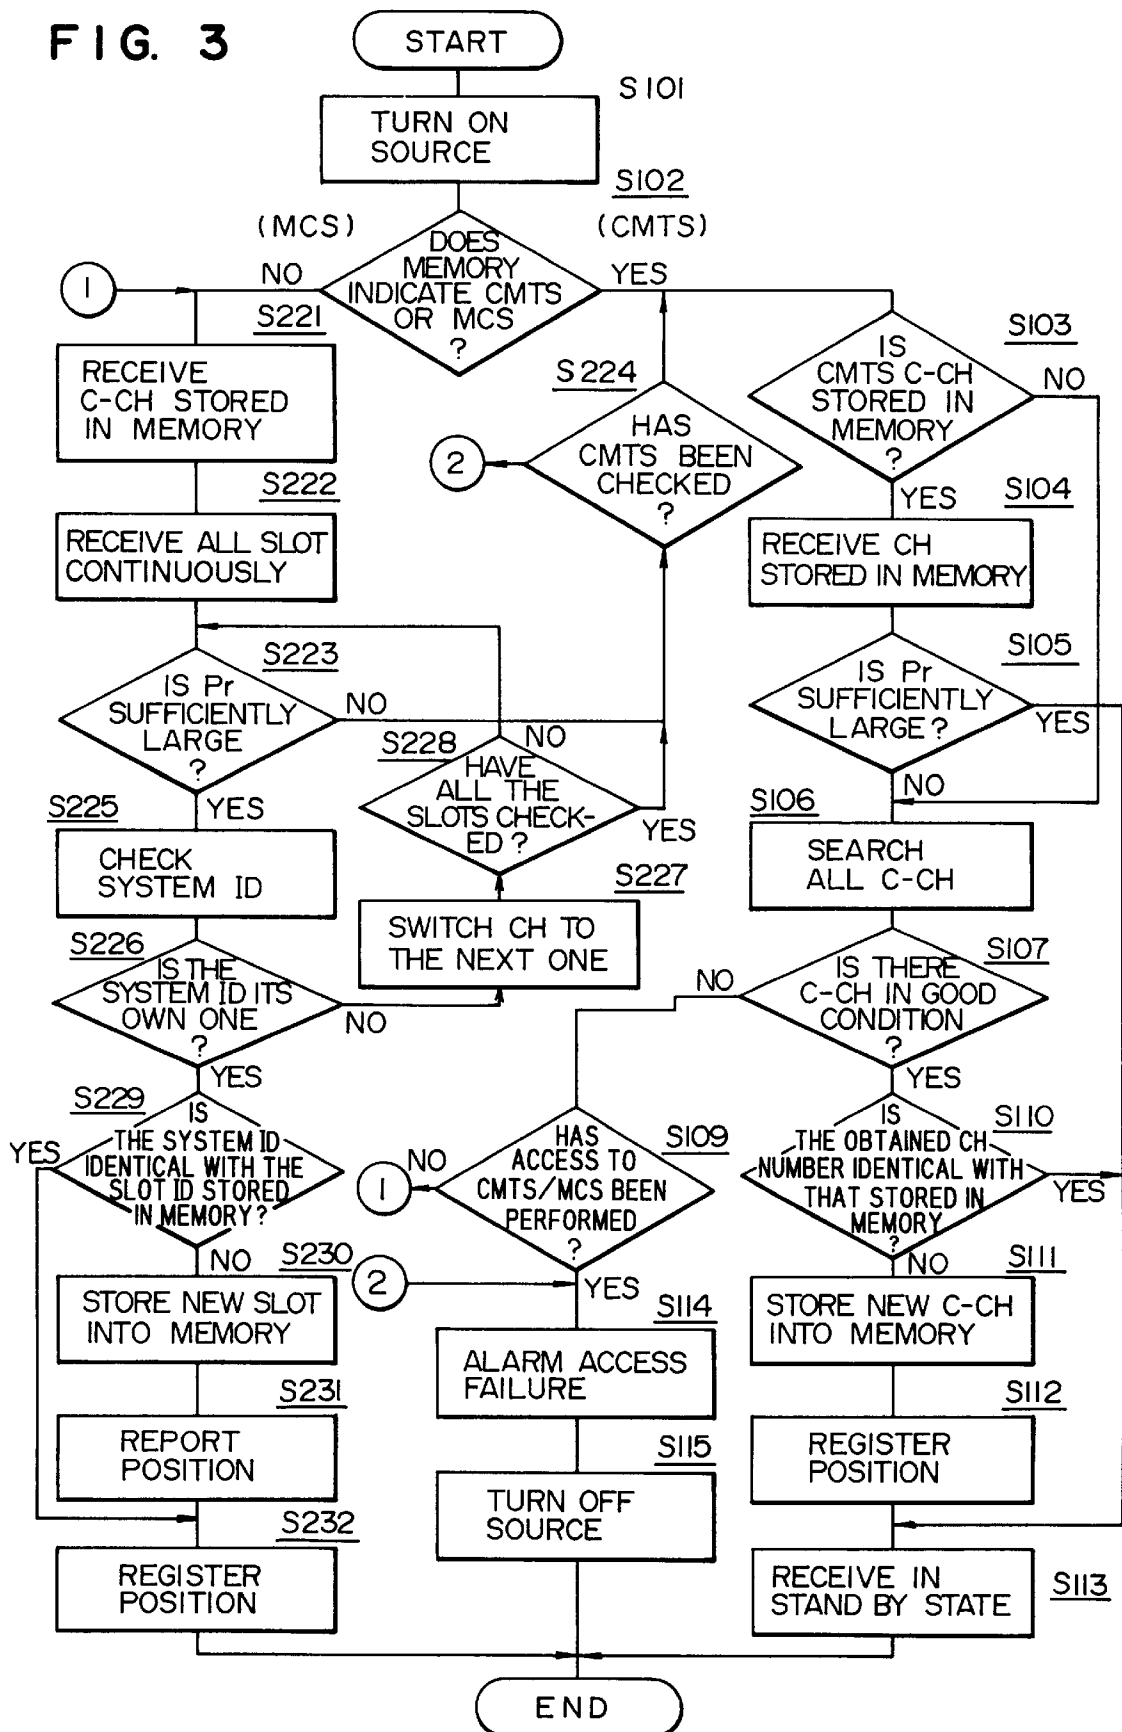 FIG. 3
START
S101
TURN ON
SOURCE
S102
(MCS)
(CMTS)
DOES
MEMORY
INDICATE CMTS
OR MCS
?
NO
YES
1
S221
RECEIVE
C-CH STORED
IN MEMORY
S222
RECEIVE ALL SLOT
CONTINUOUSLY
S223
IS Pr
SUFFICIENTLY
LARGE
?
NO
YES
S224
HAS
CMTS BEEN
CHECKED
?
2
S225
CHECK
SYSTEM ID
S226
IS THE
SYSTEM ID ITS
OWN ONE
?
NO
YES
S227
SWITCH CH TO
THE NEXT ONE
S228
HAVE
ALL THE
SLOTS CHECK-
ED ?
NO
YES
S229
IS
THE SYSTEM ID
IDENTICAL WITH THE
SLOT ID STORED
IN MEMORY?
YES
NO
S230
STORE NEW SLOT
INTO MEMORY
S231
REPORT
POSITION
S232
REGISTER
POSITION
S103
IS
CMTS C-CH
STORED IN
MEMORY
?
NO
YES
S104
RECEIVE CH
STORED IN MEMORY
S105
IS Pr
SUFFICIENTLY
LARGE?
YES
NO
S106
SEARCH
ALL C-CH
S107
IS THERE
C-CH IN GOOD
CONDITION
?
NO
YES
S109
HAS
ACCESS TO
CMTS/MCS BEEN
PERFORMED
?
NO
1
YES
2
S110
IS
THE OBTAINED CH
NUMBER IDENTICAL WITH
THAT STORED IN
MEMORY
?
YES
NO
S111
STORE NEW C-CH
INTO MEMORY
S112
REGISTER
POSITION
S113
RECEIVE IN
STAND BY STATE
S114
ALARM ACCESS
FAILURE
S115
TURN OFF
SOURCE
END